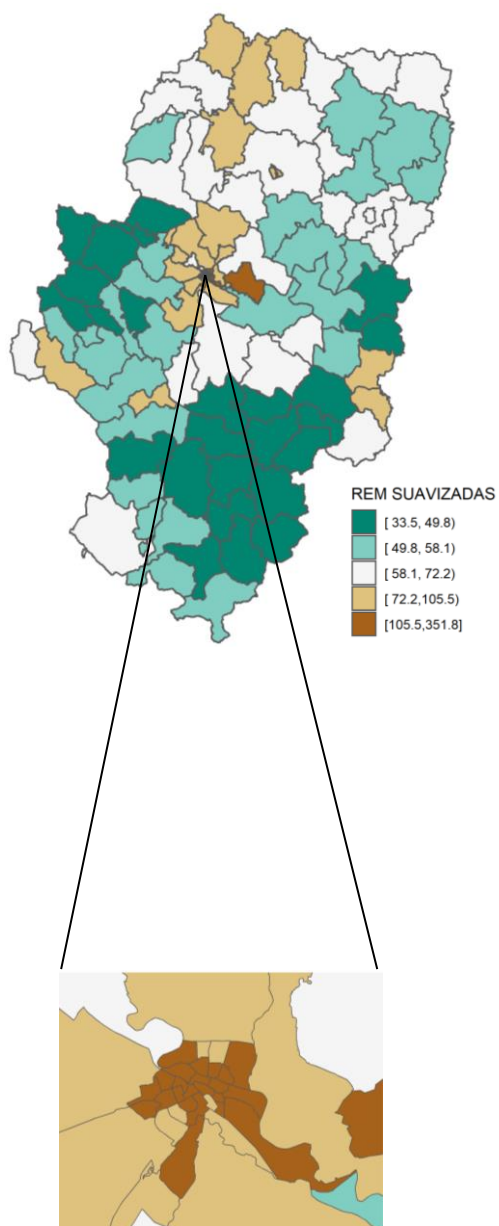 REM SUAVIZADAS
[ 33.5, 49.8)
[ 49.8, 58.1)
[ 58.1, 72.2)
[ 72.2,105.5)
[105.5,351.8]